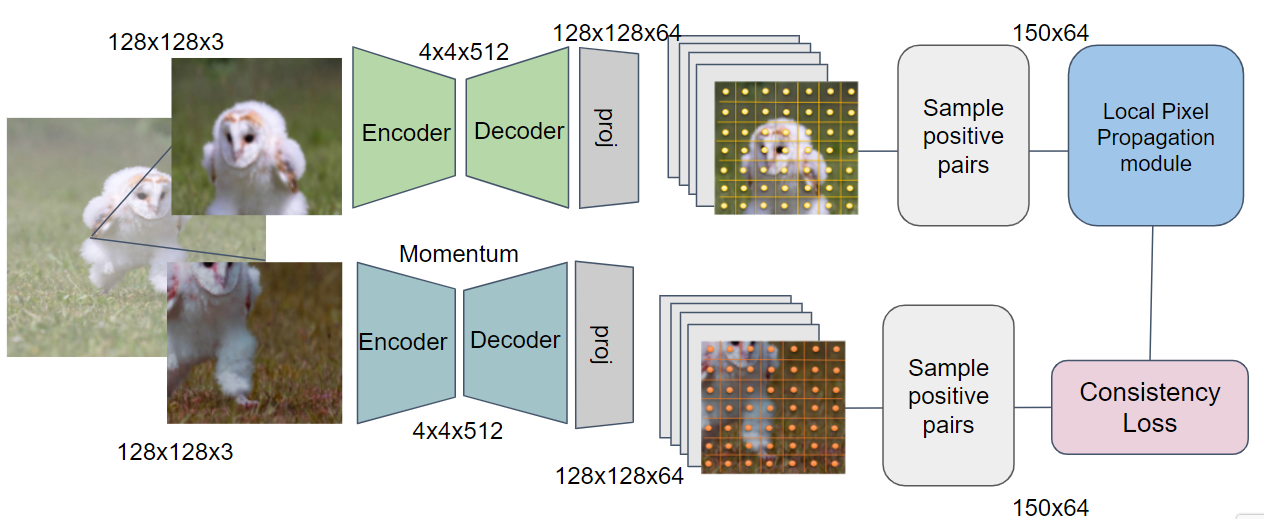 128x128x3
Encoder
4x4x512
Decoder
128x128x64
proj
Sample
positive
pairs
150x64
Local Pixel
Propagation
module
Momentum
Encoder
Decoder
4x4x512
proj
128x128x3
128x128x64
Sample
positive
pairs
150x64
Consistency
Loss